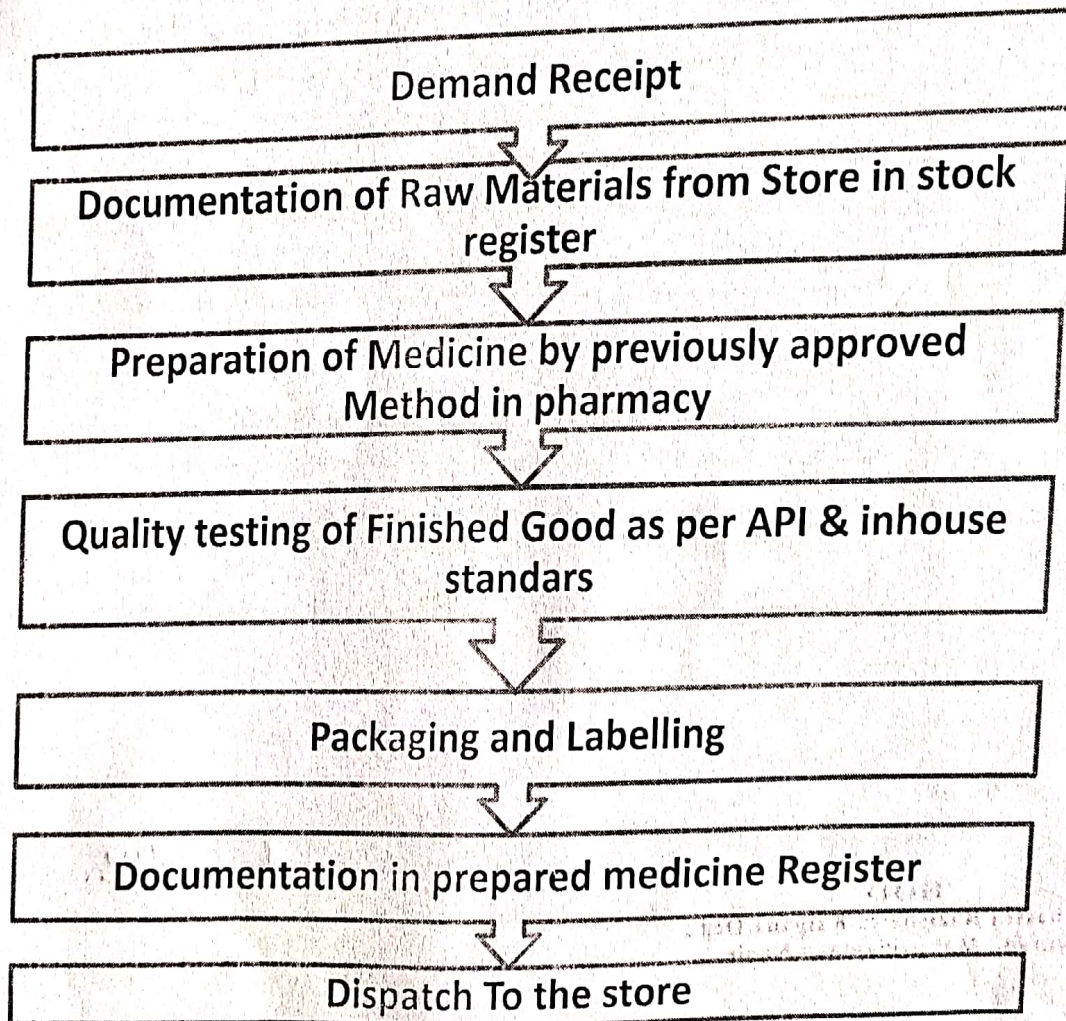 Demand Receipt
Documentation of Raw Materials from Store in stock
register
Preparation of Medicine by previously approved
Method in pharmacy
Quality testing of Finished Good as per API & inhouse
standars
Packaging and Labelling
Documentation in prepared medicine Register
Dispatch To the store